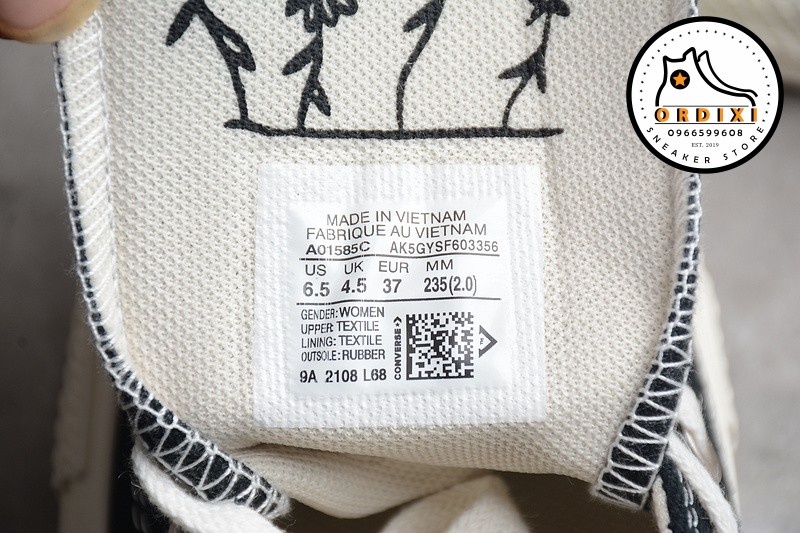 ORDIXI
0966599608
EST. 2019
SNEAKER STORE
MADE IN VIETNAM
FABRIQUE AU VIETNAM
A01585C AK5GYSF603356
US UK EUR MM
6.5 4.5 37 235(2.0)
GENDER: WOMEN
UPPER: TEXTILE
LINING: TEXTILE
OUTSOLE: RUBBER
9A 2108 L68
CONVERSE